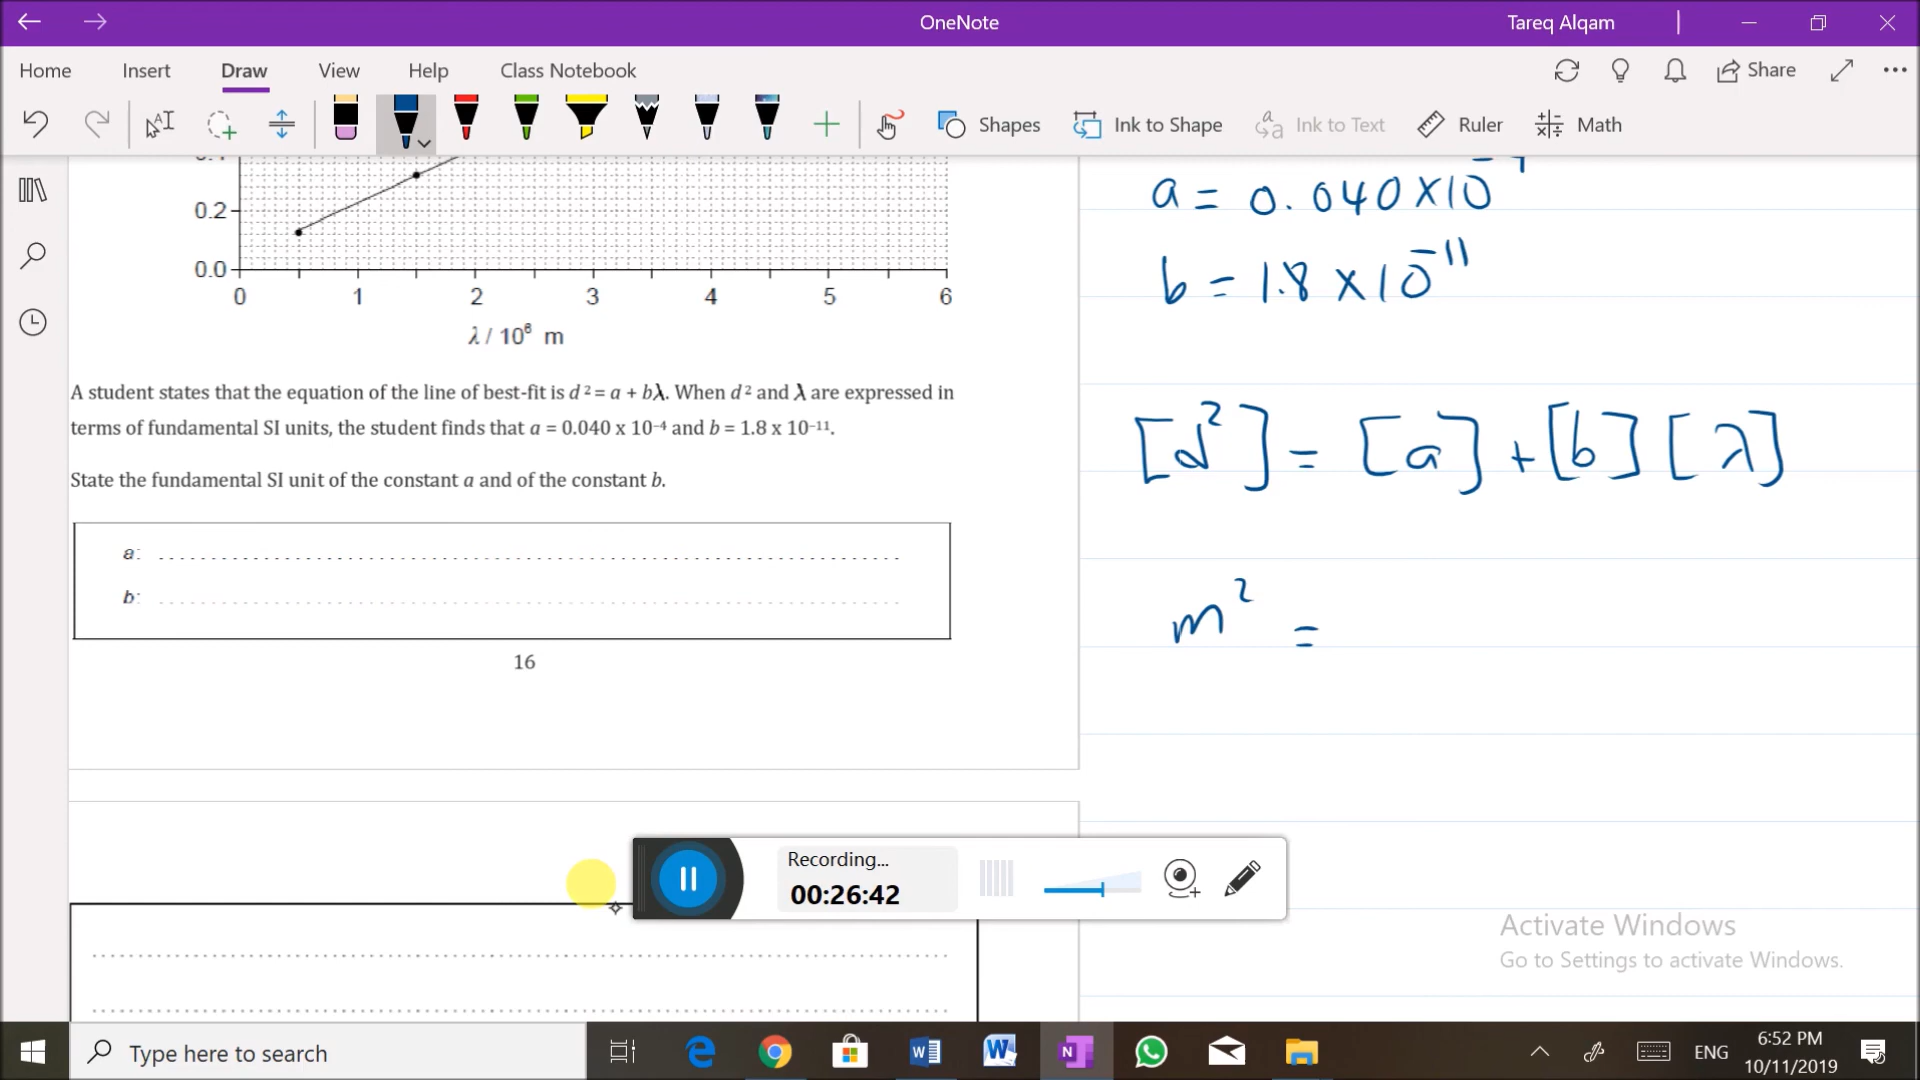 OneNote
Tareq Alqam
Home Insert Draw View Help Class Notebook
Share
Shapes Ink to Shape Ink to Text Ruler Math
0.2
0.0
0 1 2 3 4 5 6
λ / 10⁶ m
A student states that the equation of the line of best-fit is d² = a + bλ. When d² and λ are expressed in
terms of fundamental SI units, the student finds that a = 0.040 x 10⁻⁴ and b = 1.8 x 10⁻¹¹.
State the fundamental SI unit of the constant a and of the constant b.
a:
b:
16
a = 0.040 × 10⁻⁴
b = 1.8 × 10⁻¹¹
[d²] = [a] + [b] [λ]
m² =
Recording...
00:26:42
Activate Windows
Go to Settings to activate Windows.
Type here to search
ENG
6:52 PM
10/11/2019